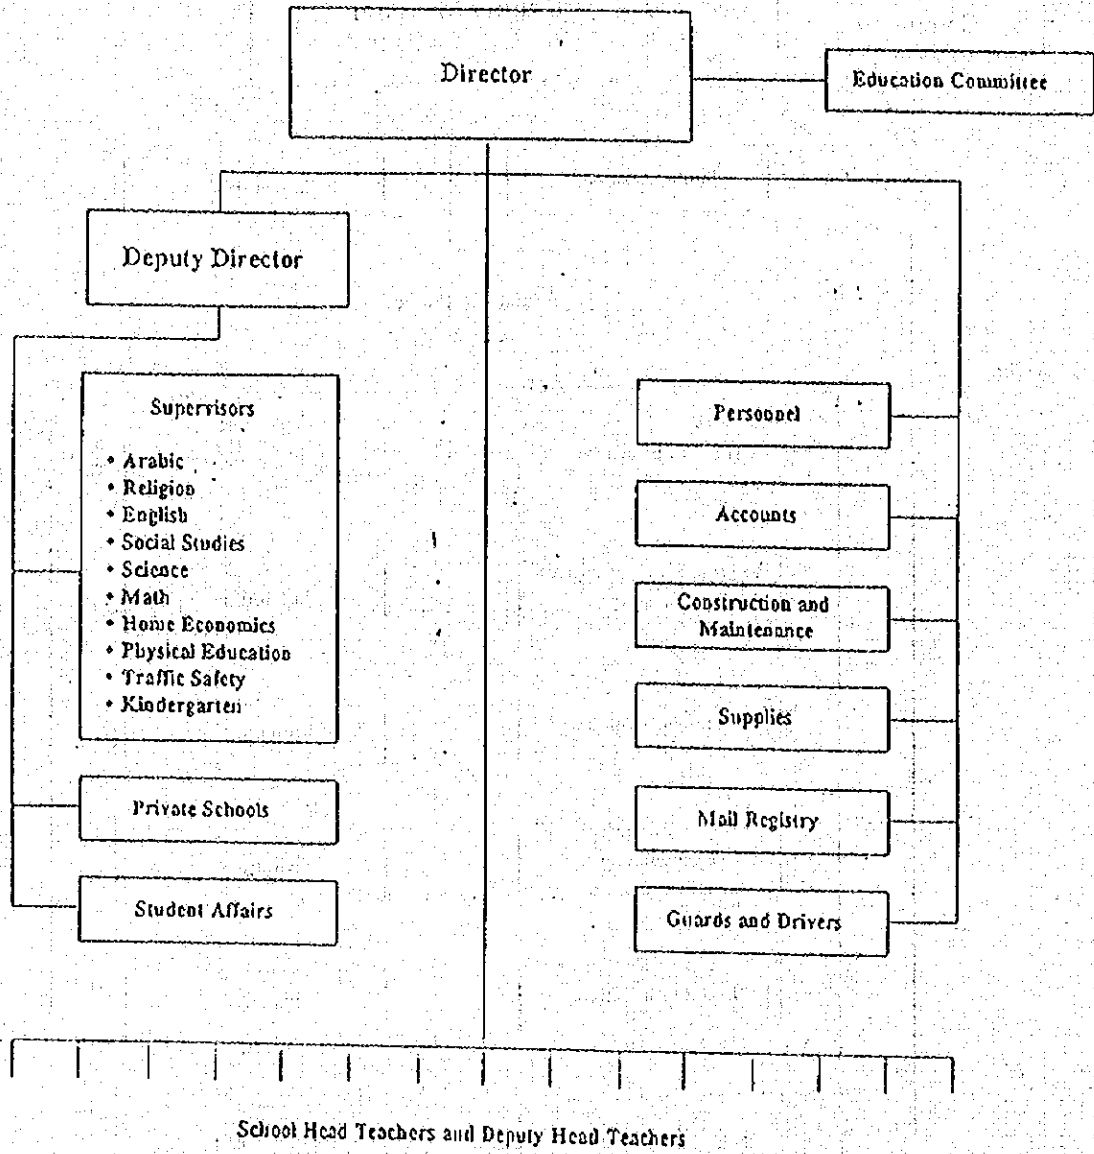 Director
Education Committee
Deputy Director
Supervisors
• Arabic
• Religion
• English
• Social Studies
• Science
• Math
• Home Economics
• Physical Education
• Traffic Safety
• Kindergarten
Private Schools
Student Affairs
Personnel
Accounts
Construction and
Maintenance
Supplies
Mail Registry
Guards and Drivers
School Head Teachers and Deputy Head Teachers